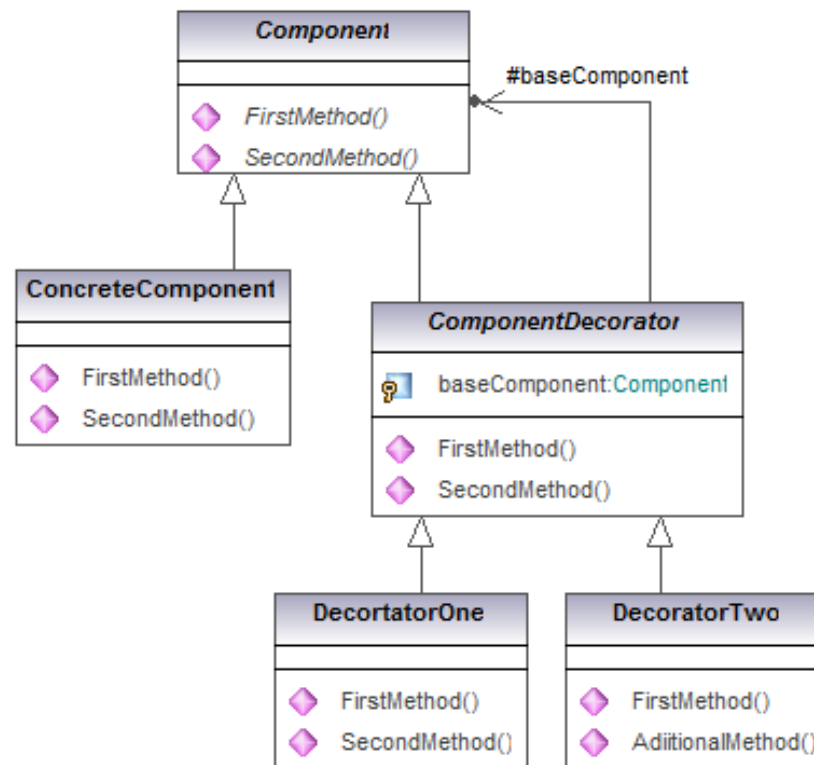 Component
#baseComponent
FirstMethod()
SecondMethod()
ConcreteComponent
FirstMethod()
SecondMethod()
ComponentDecorator
baseComponent:Component
FirstMethod()
SecondMethod()
DecortatorOne
FirstMethod()
SecondMethod()
DecoratorTwo
FirstMethod()
AdiitionalMethod()